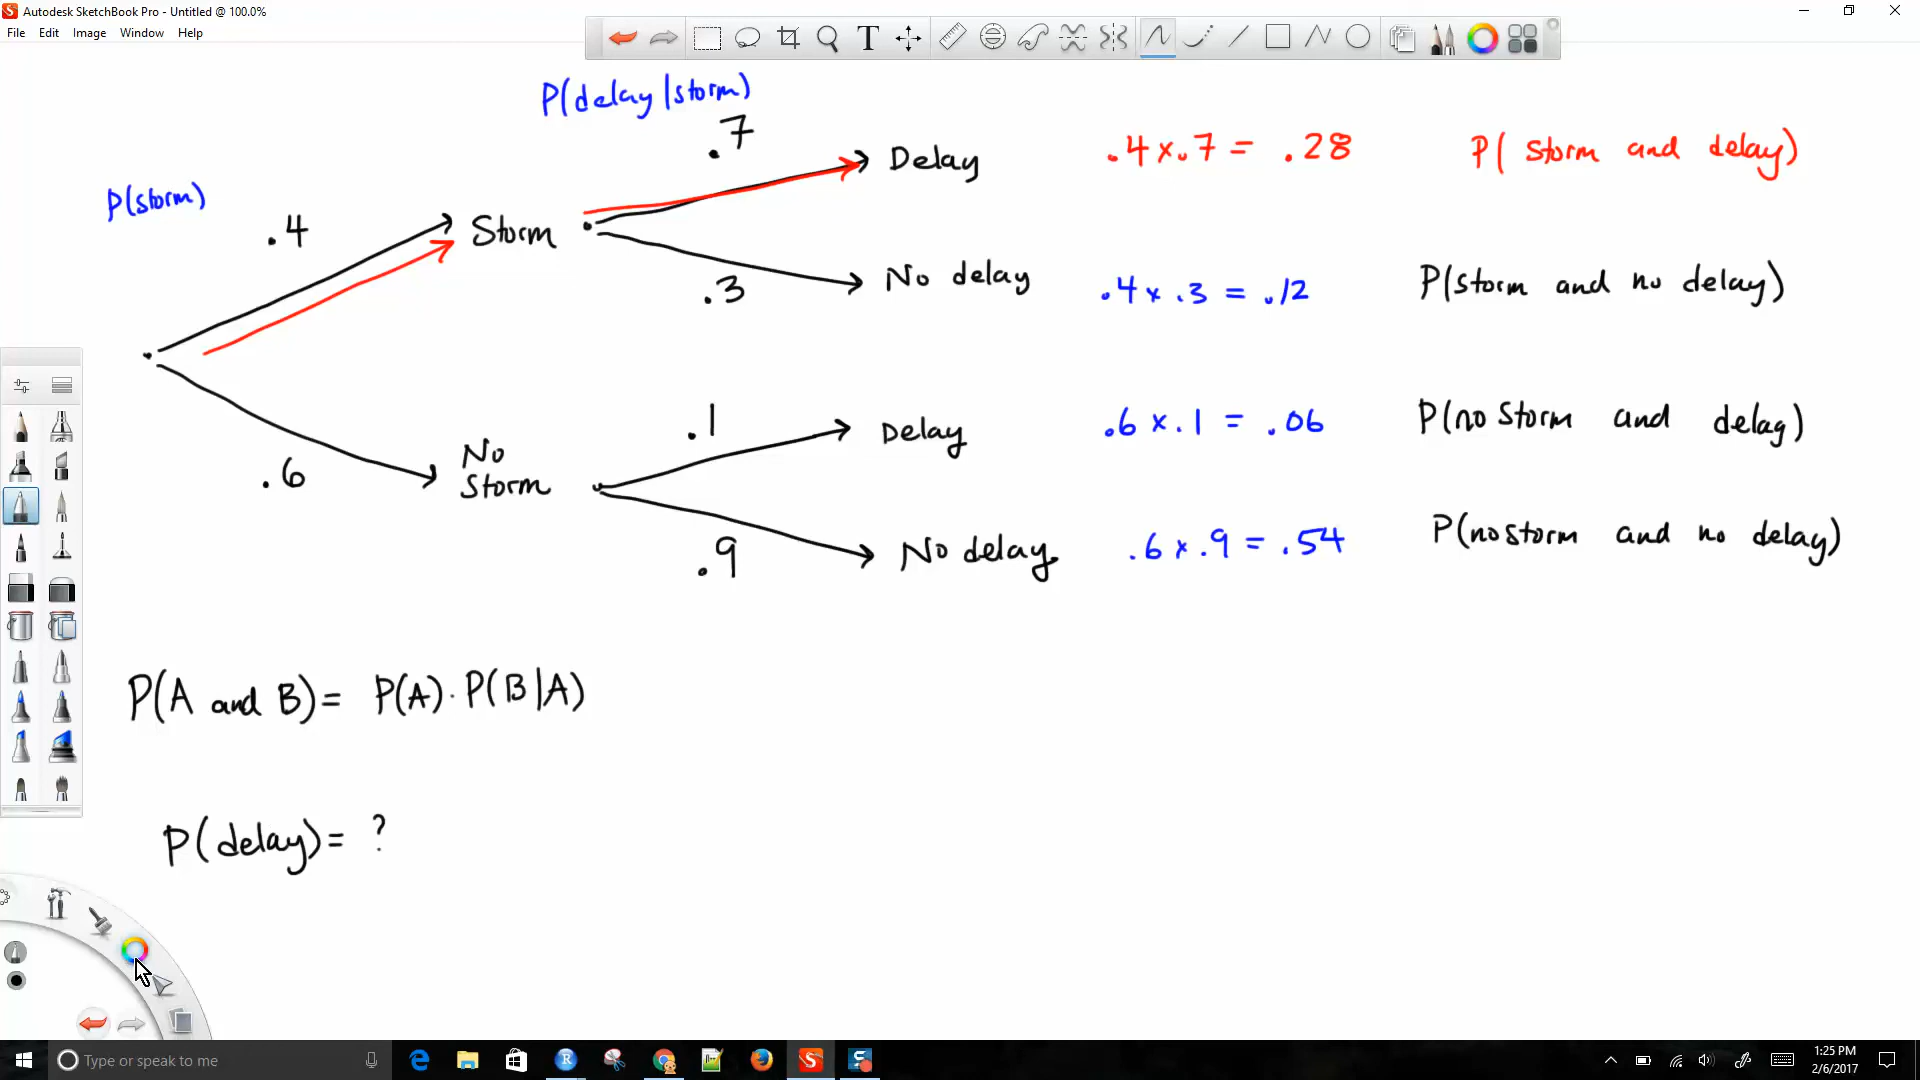 Autodesk SketchBook Pro - Untitled @ 100.0%
File Edit Image Window Help
P(delay|storm)
.7
Delay
.4x.7 = .28
P( Storm and delay)
P(storm)
.4
Storm
.3
No delay
.4x .3 = .12
P(storm and no delay)
.1
Delay
.6 x .1 = .06
P(no Storm and delay)
.6
No
Storm
.9
No delay
.6 x .9 = .54
P(no storm and no delay)
P(A and B)= P(A)·P(B|A)
P(delay)= ?
Type or speak to me
1:25 PM
2/6/2017